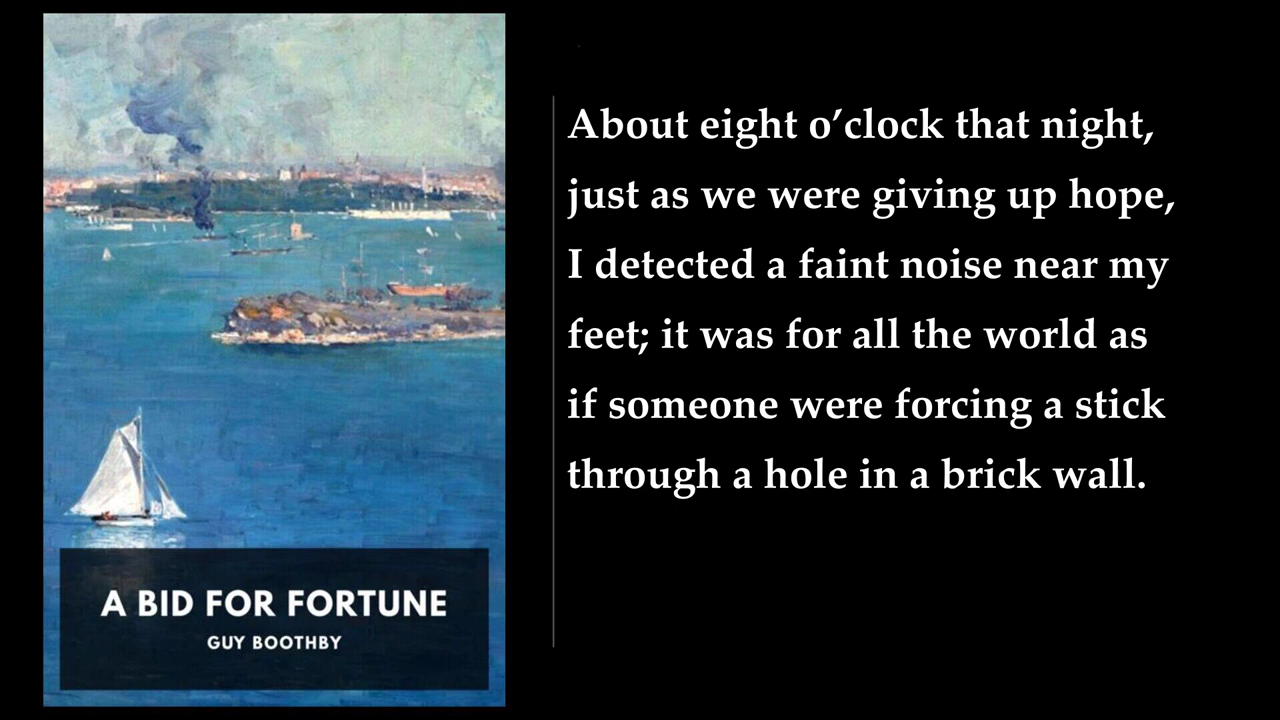 About eight o’clock that night,
just as we were giving up hope,
I detected a faint noise near my
feet; it was for all the world as
if someone were forcing a stick
through a hole in a brick wall.
A BID FOR FORTUNE
GUY BOOTHBY